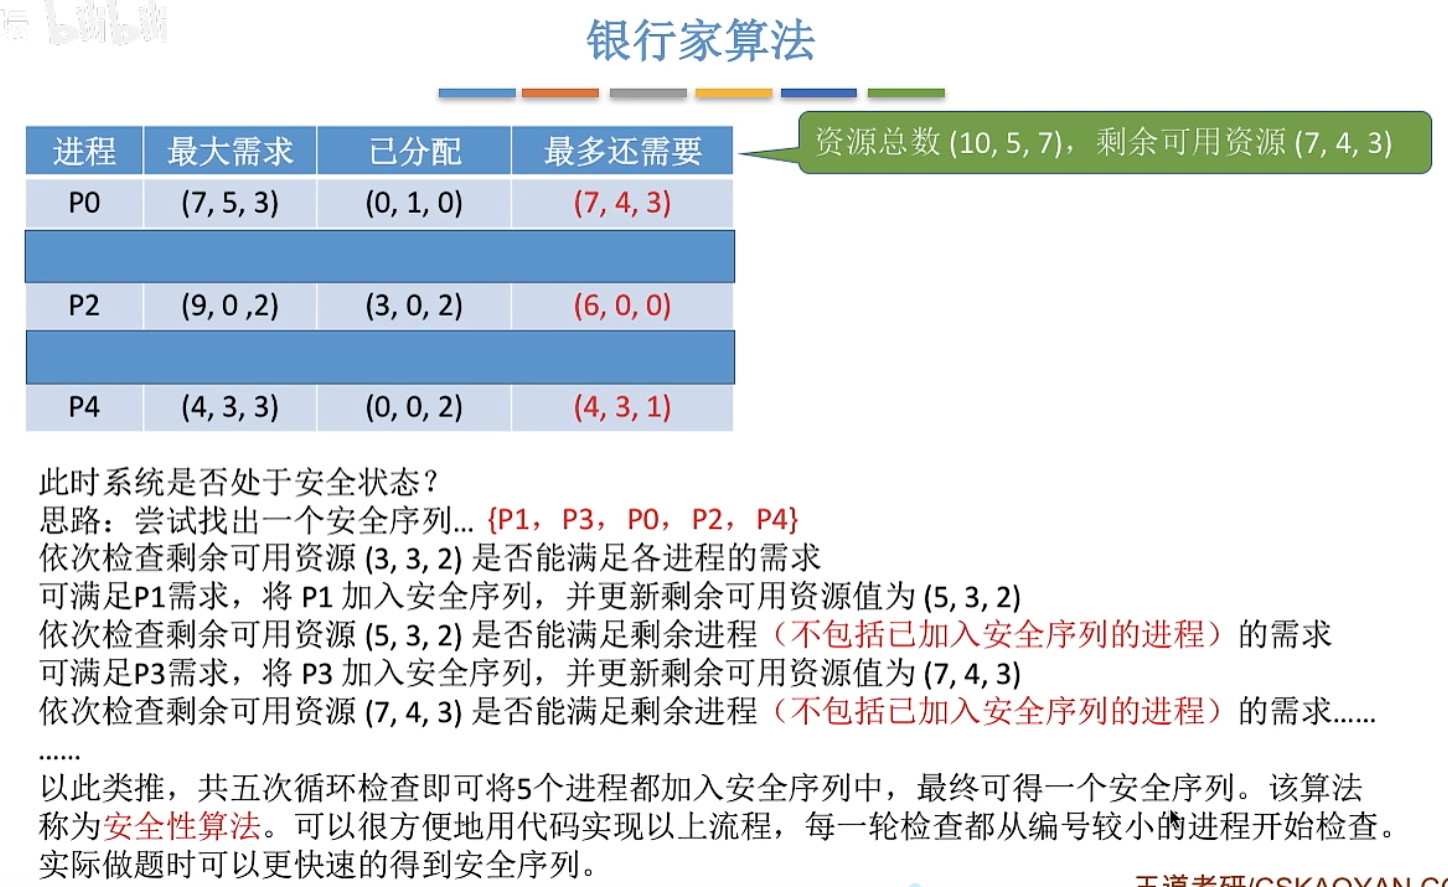 坛 bilibili
银行家算法
资源总数 (10, 5, 7)，剩余可用资源 (7, 4, 3)
进程 最大需求 已分配 最多还需要
P0 (7, 5, 3) (0, 1, 0) (7, 4, 3)
P2 (9, 0 ,2) (3, 0, 2) (6, 0, 0)
P4 (4, 3, 3) (0, 0, 2) (4, 3, 1)
此时系统是否处于安全状态？
思路：尝试找出一个安全序列... {P1，P3，P0，P2，P4}
依次检查剩余可用资源 (3, 3, 2) 是否能满足各进程的需求
可满足P1需求，将 P1 加入安全序列，并更新剩余可用资源值为 (5, 3, 2)
依次检查剩余可用资源 (5, 3, 2) 是否能满足剩余进程（不包括已加入安全序列的进程）的需求
可满足P3需求，将 P3 加入安全序列，并更新剩余可用资源值为 (7, 4, 3)
依次检查剩余可用资源 (7, 4, 3) 是否能满足剩余进程（不包括已加入安全序列的进程）的需求......
......
以此类推，共五次循环检查即可将5个进程都加入安全序列中，最终可得一个安全序列。该算法
称为安全性算法。可以很方便地用代码实现以上流程，每一轮检查都从编号较小的进程开始检查。
实际做题时可以更快速的得到安全序列。
王道考研/CSKAOYAN.CO